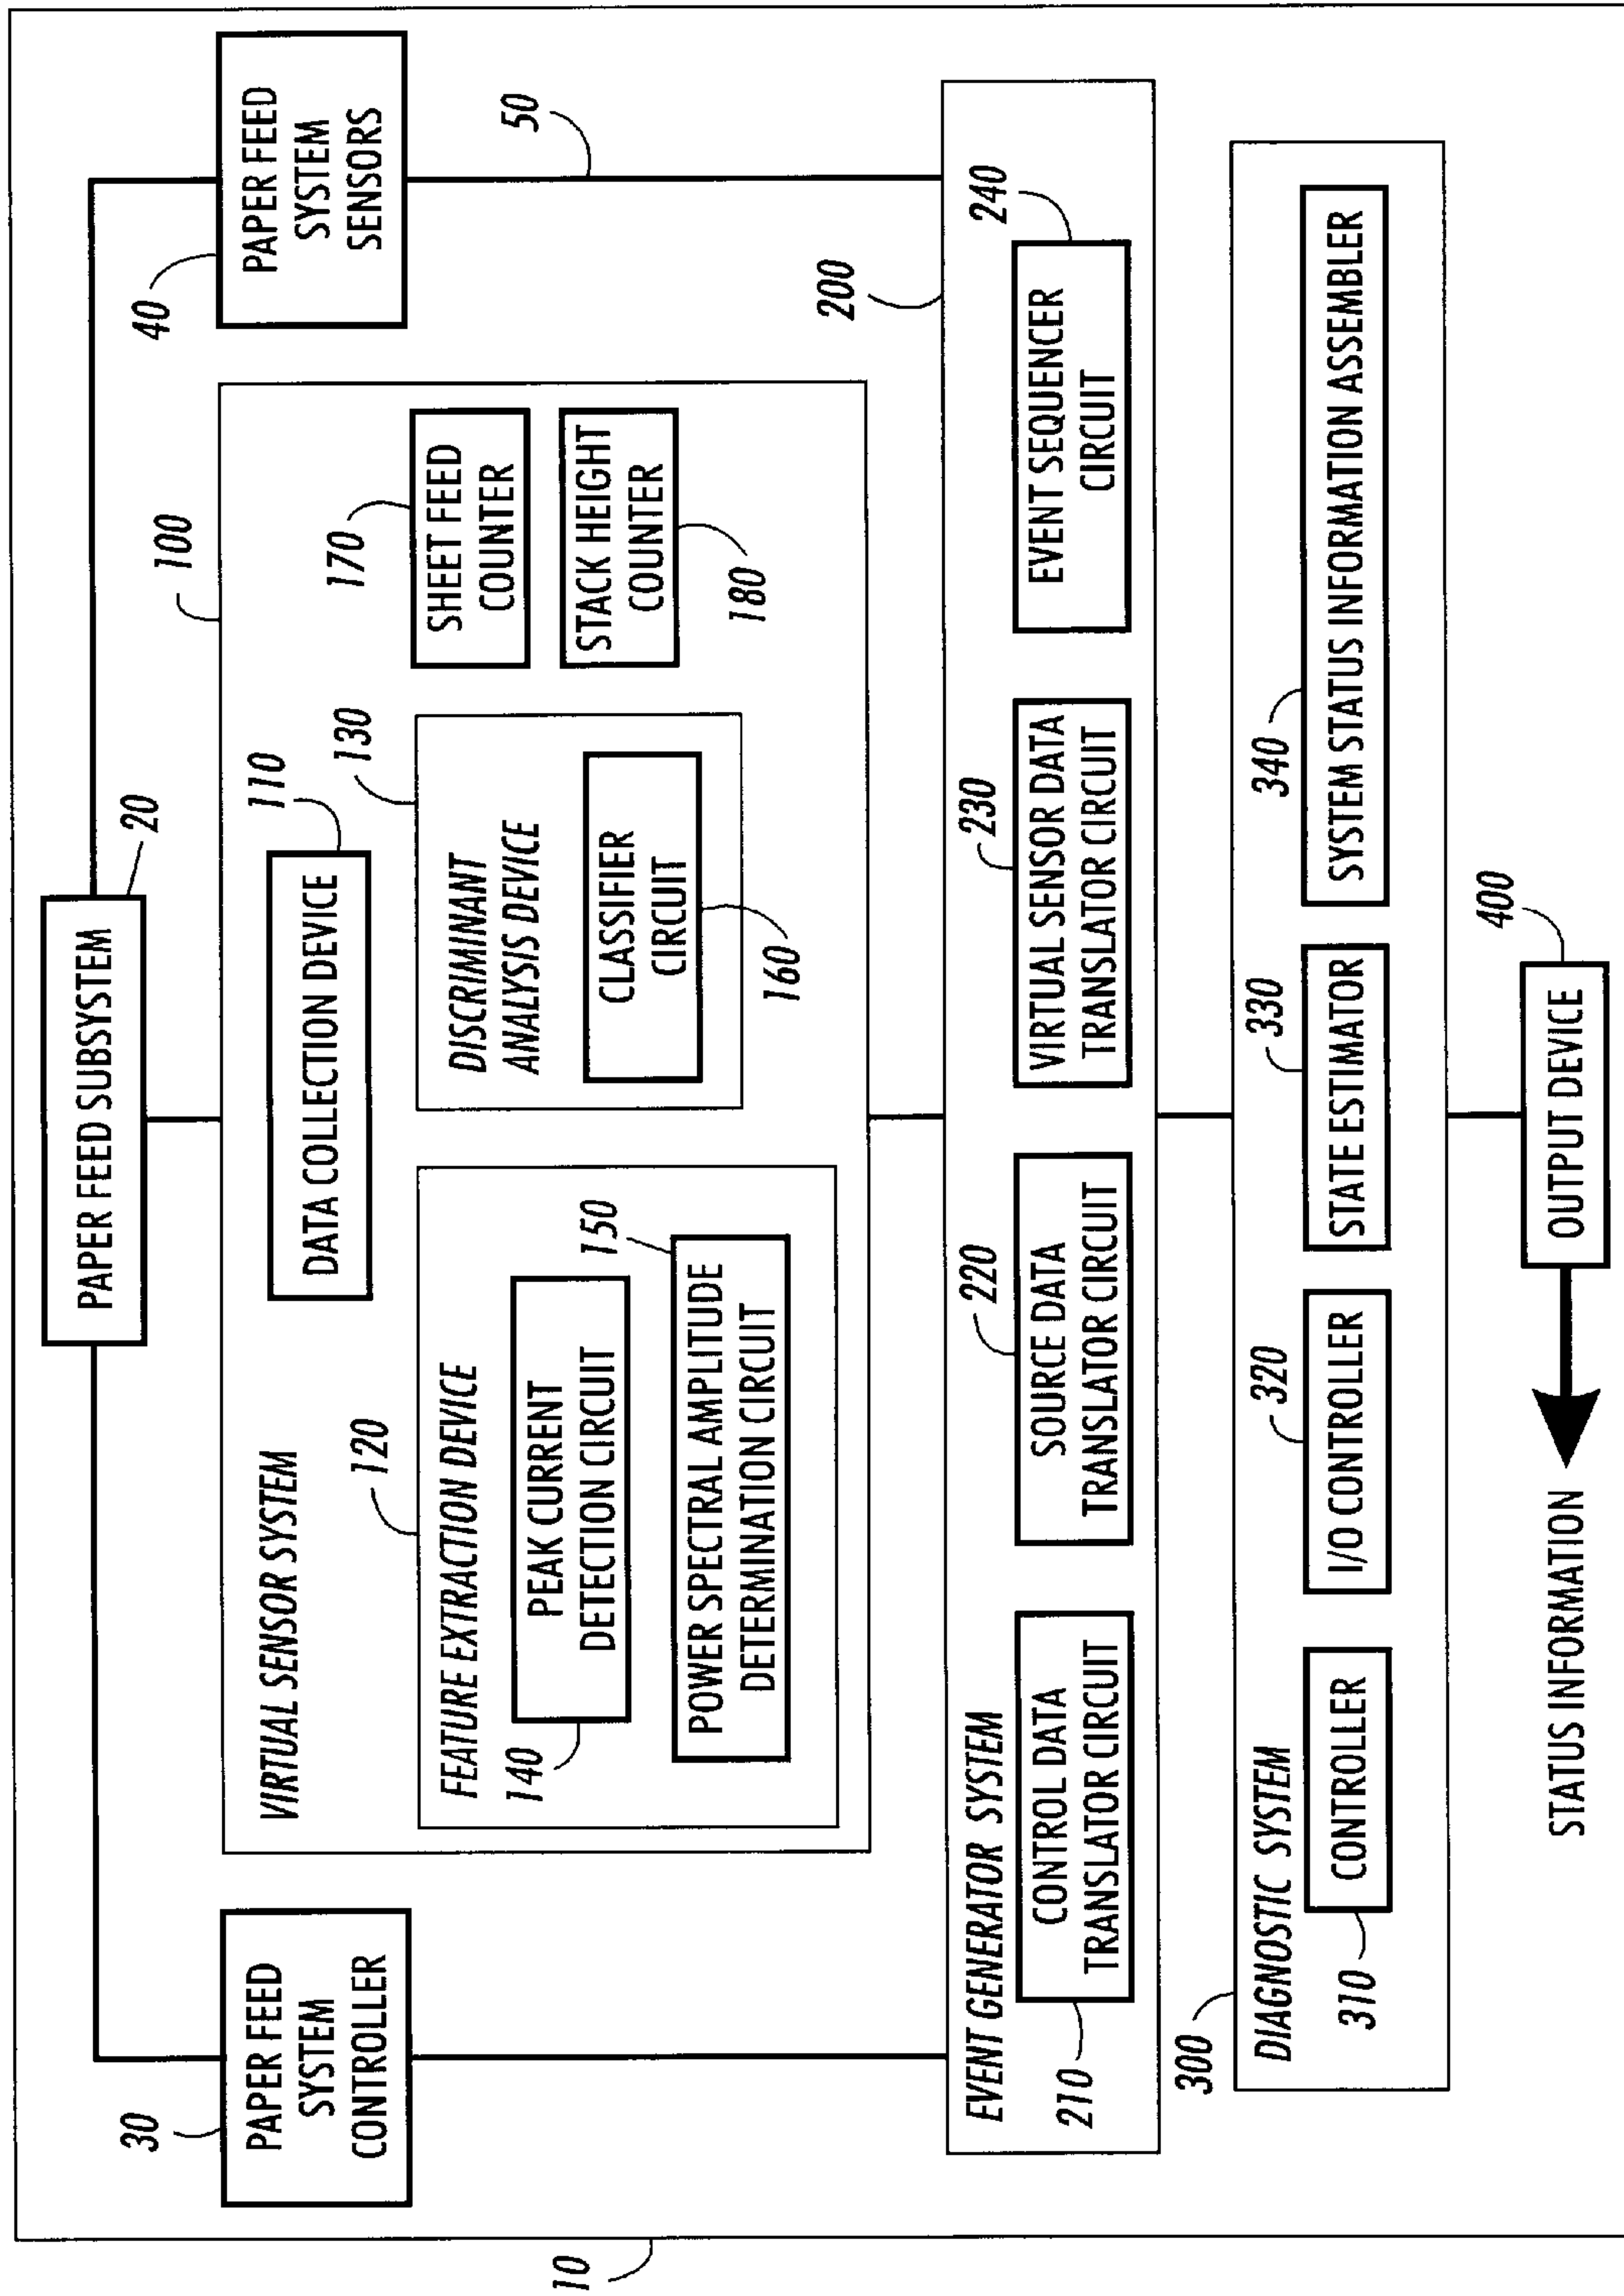 10
PAPER FEED SUBSYSTEM
20
30
PAPER FEED
SYSTEM
CONTROLLER
40
PAPER FEED
SYSTEM
SENSORS
50
VIRTUAL SENSOR SYSTEM
100
DATA COLLECTION DEVICE
110
FEATURE EXTRACTION DEVICE
120
PEAK CURRENT
DETECTION CIRCUIT
140
POWER SPECTRAL AMPLITUDE
DETERMINATION CIRCUIT
150
DISCRIMINANT
ANALYSIS DEVICE
130
CLASSIFIER
CIRCUIT
160
170
SHEET FEED
COUNTER
STACK HEIGHT
COUNTER
180
EVENT GENERATOR SYSTEM
200
CONTROL DATA
TRANSLATOR CIRCUIT
210
220
SOURCE DATA
TRANSLATOR CIRCUIT
230
VIRTUAL SENSOR DATA
TRANSLATOR CIRCUIT
240
EVENT SEQUENCER
CIRCUIT
300
DIAGNOSTIC SYSTEM
CONTROLLER
310
320
I/O CONTROLLER
330
STATE ESTIMATOR
340
SYSTEM STATUS INFORMATION ASSEMBLER
STATUS INFORMATION
OUTPUT DEVICE
400